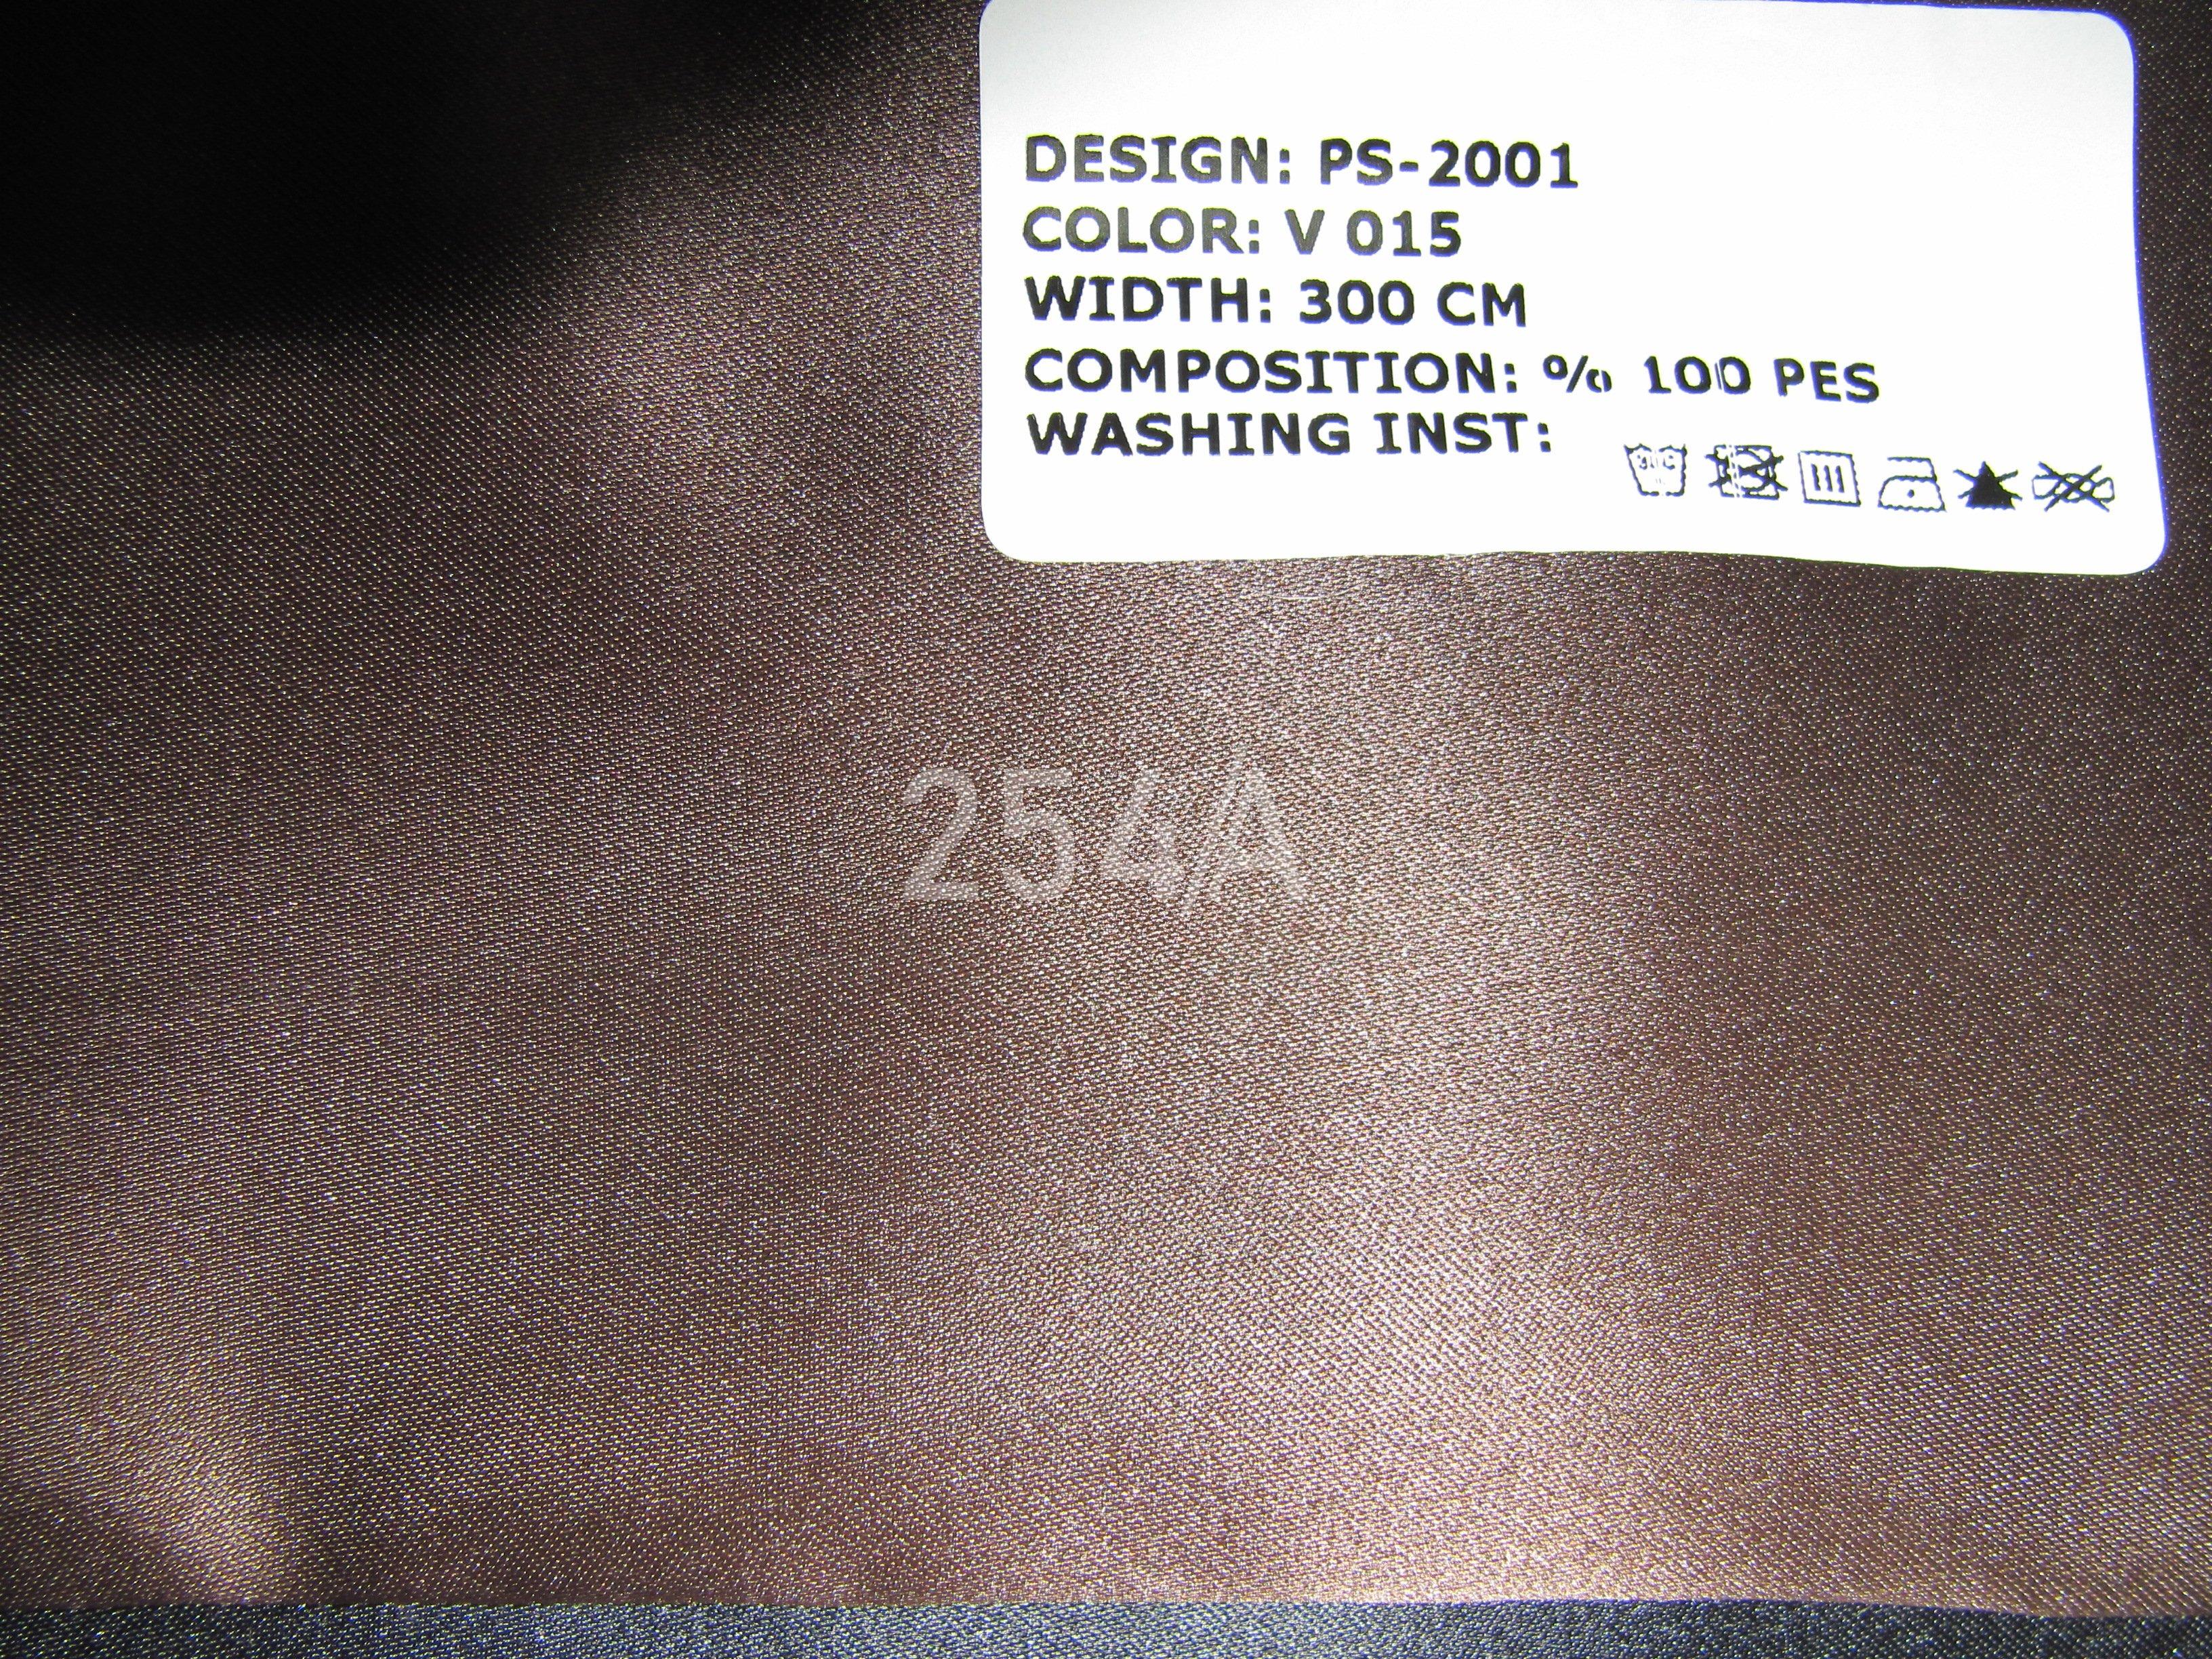 DESIGN: PS-2001
COLOR: V 015
WIDTH: 300 CM
COMPOSITION: % 100 PES
WASHING INST:
254/A